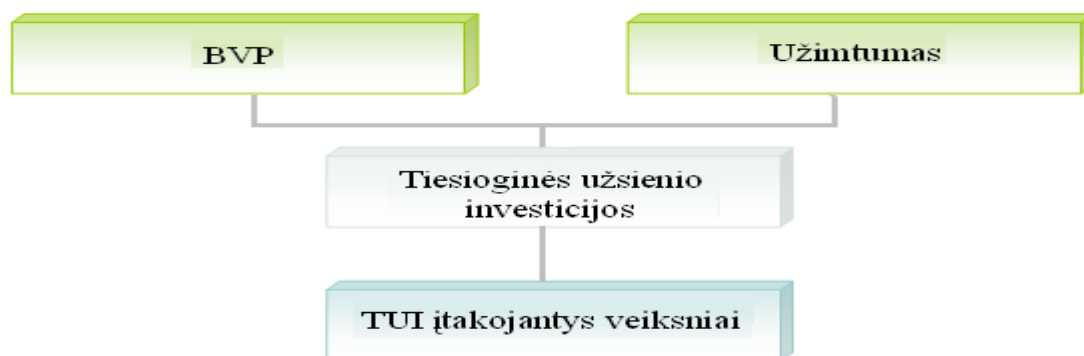 BVP
Užimtumas
Tiesioginės užsienio
investicijos
TUI įtakojantys veiksniai